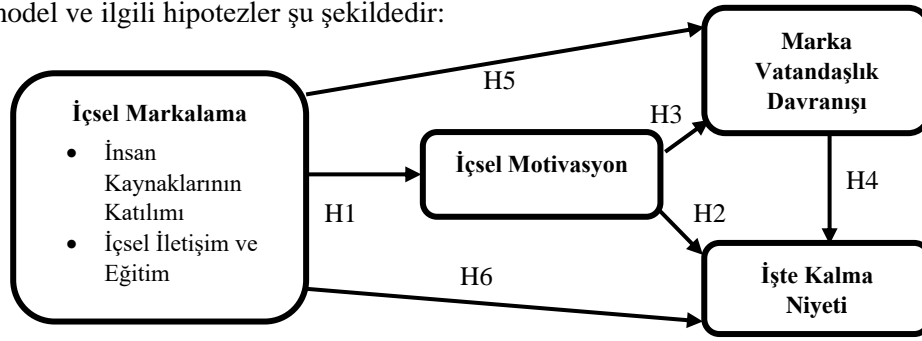 model ve ilgili hipotezler şu şekildedir:
İçsel Markalama
• İnsan
Kaynaklarının
Katılımı
• İçsel İletişim ve
Eğitim
H5
H1
H6
İçsel Motivasyon
H3
H2
Marka
Vatandaşlık
Davranışı
H4
İşte Kalma
Niyeti